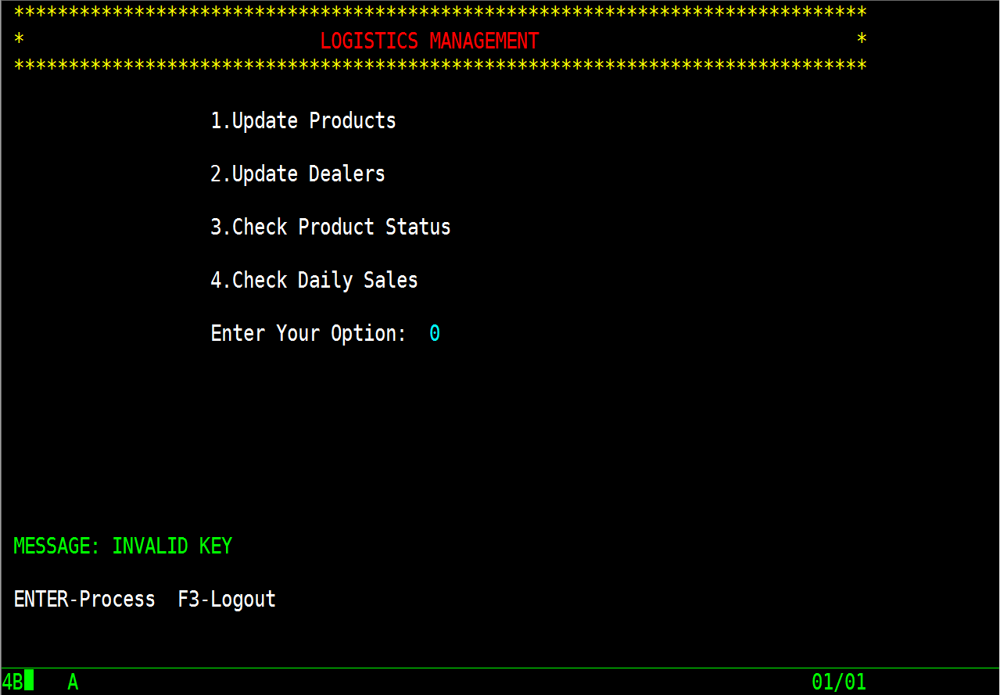 ******************************************************************************
* LOGISTICS MANAGEMENT *
******************************************************************************
1.Update Products
2.Update Dealers
3.Check Product Status
4.Check Daily Sales
Enter Your Option: 0
MESSAGE: INVALID KEY
ENTER-Process F3-Logout
4B A 01/01